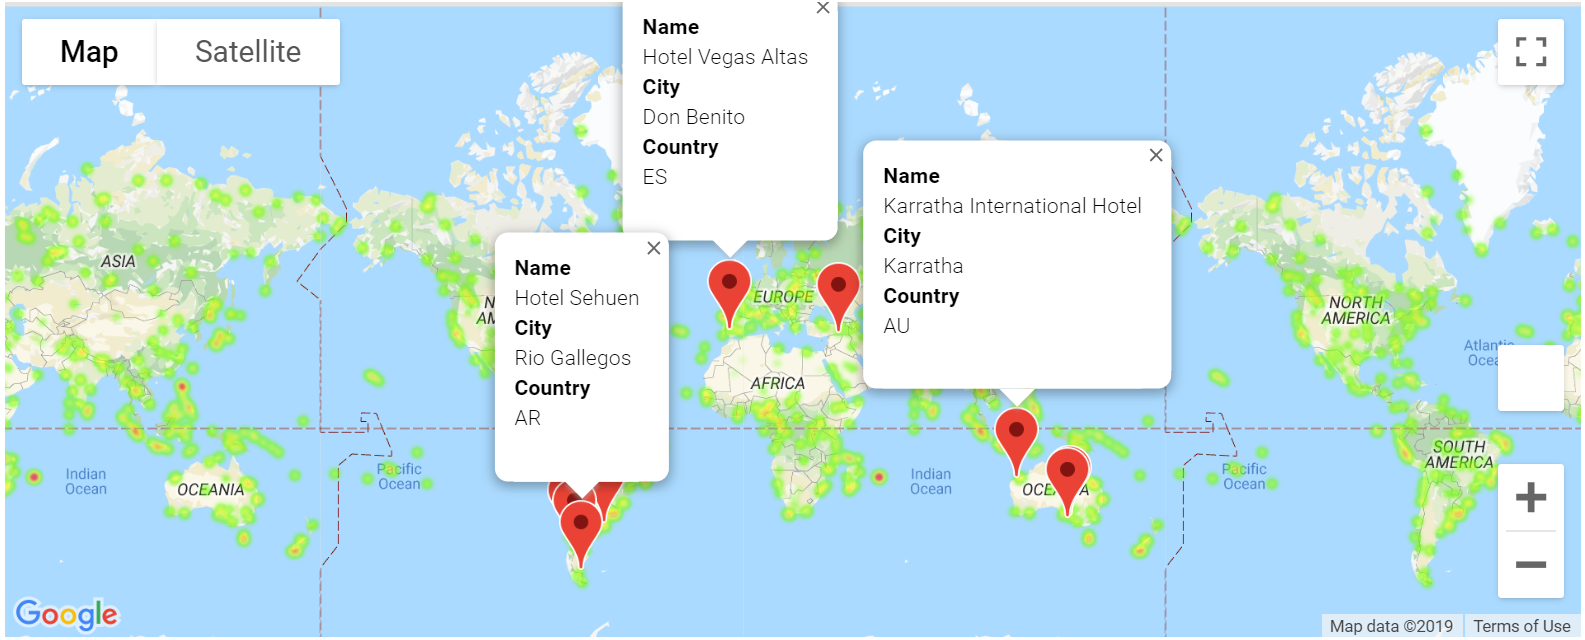 Map
Satellite
Name
Hotel Vegas Altas
City
Don Benito
Country
ES
Name
Karratha International Hotel
City
Karratha
Country
AU
Name
Hotel Sehuen
City
Rio Gallegos
Country
AR
ASIA
N
AM
EUROPE
AFRICA
NORTH
AMERICA
Atlantic
Ocea
SOUTH
AMERICA
Indian
Ocean
OCEANIA
Pacific
Ocean
Indian
Ocean
OCE A
Pacific
Ocean
Google
Map data ©2019
Terms of Use